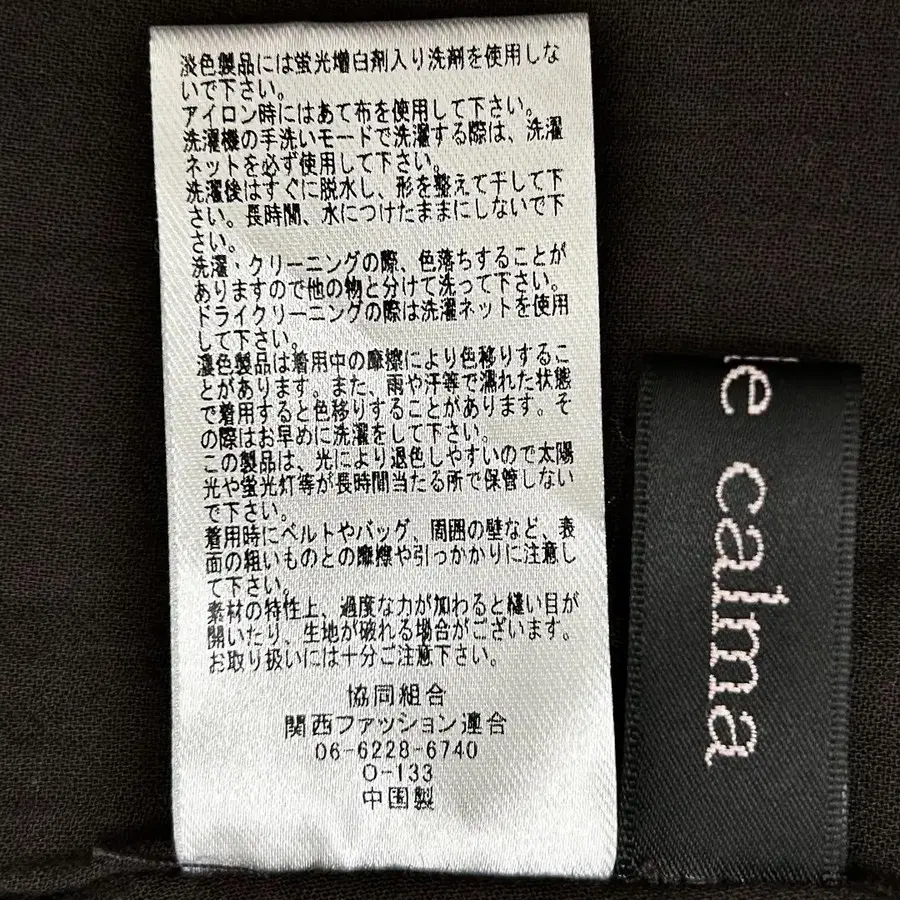 淡色製品には蛍光増白剤入り洗剤を使用しな
いで下さい。
アイロン時にはあて布を使用して下さい。
洗濯機の手洗いモードで洗濯する際は、洗濯
ネットを必ず使用して下さい。
洗濯後はすぐに脱水し、形を整えて干して下
さい。長時間、水につけたままにしないで下
さい。
洗濯・クリーニングの際、色落ちすることが
ありますので他の物と分けて洗って下さい。
ドライクリーニングの際は洗濯ネットを使用
して下さい。
濃色製品は着用中の摩擦により色移りするこ
とがあります。また、雨や汗等で濡れた状態
で着用すると色移りすることがあります。そ
の際はお早めに洗濯をして下さい。
この製品は、光により退色しやすいので太陽
光や蛍光灯等が長時間当たる所で保管しない
で下さい。
着用時にベルトやバッグ、周囲の壁など、表
面の粗いものとの摩擦や引っかかりに注意し
て下さい。
素材の特性上、過度な力が加わると縫い目が
開いたり、生地が破れる場合がございます。
お取り扱いには十分ご注意下さい。
協同組合
関西ファッション連合
06-6228-6740
O-133
中国製
calma